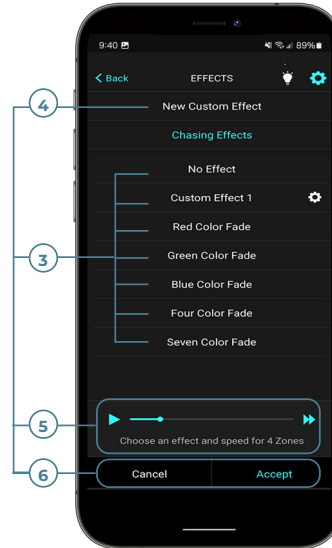 9:40 89%
Back EFFECTS
4 New Custom Effect
Chasing Effects
No Effect
Custom Effect 1
Red Color Fade
3 Green Color Fade
Blue Color Fade
Four Color Fade
Seven Color Fade
5
Choose an effect and speed for 4 Zones
6 Cancel Accept